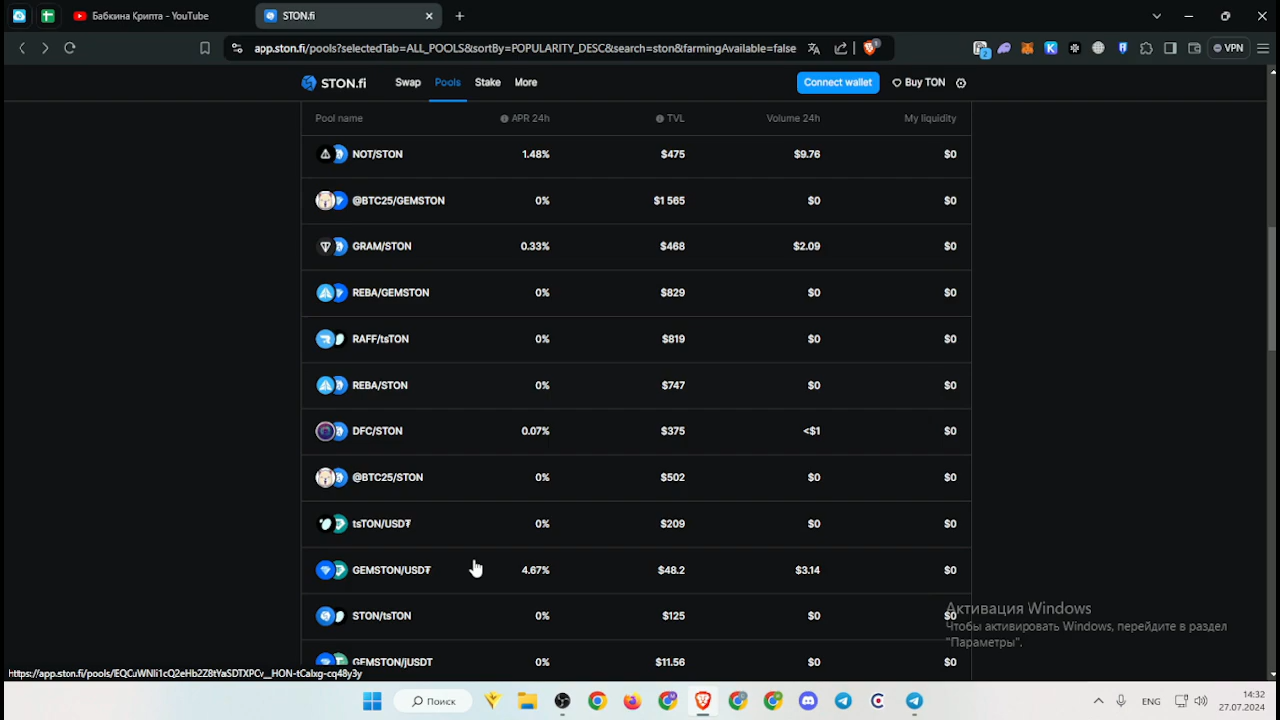 Бабкина Крипта - YouTube
STON.fi
app.ston.fi/pools?selectedTab=ALL_POOLS&sortBy=POPULARITY_DESC&search=ston&farmingAvailable=false
VPN
STON.fi Swap Pools Stake More Connect wallet Buy TON
Pool name APR 24h TVL Volume 24h My liquidity
NOT/STON 1.48% $475 $9.76 $0
@BTC25/GEMSTON 0% $1 565 $0 $0
GRAM/STON 0.33% $468 $2.09 $0
REBA/GEMSTON 0% $829 $0 $0
RAFF/tsTON 0% $819 $0 $0
REBA/STON 0% $747 $0 $0
DFC/STON 0.07% $375 <$1 $0
@BTC25/STON 0% $502 $0 $0
tsTON/USD₮ 0% $209 $0 $0
GEMSTON/USD₮ 4.67% $48.2 $3.14 $0
STON/tsTON 0% $125 $0 $0
GEMSTON/jUSDT 0% $11.56 $0 $0
Активация Windows
Чтобы активировать Windows, перейдите в раздел
"Параметры".
Поиск
ENG
14:32
27.07.2024